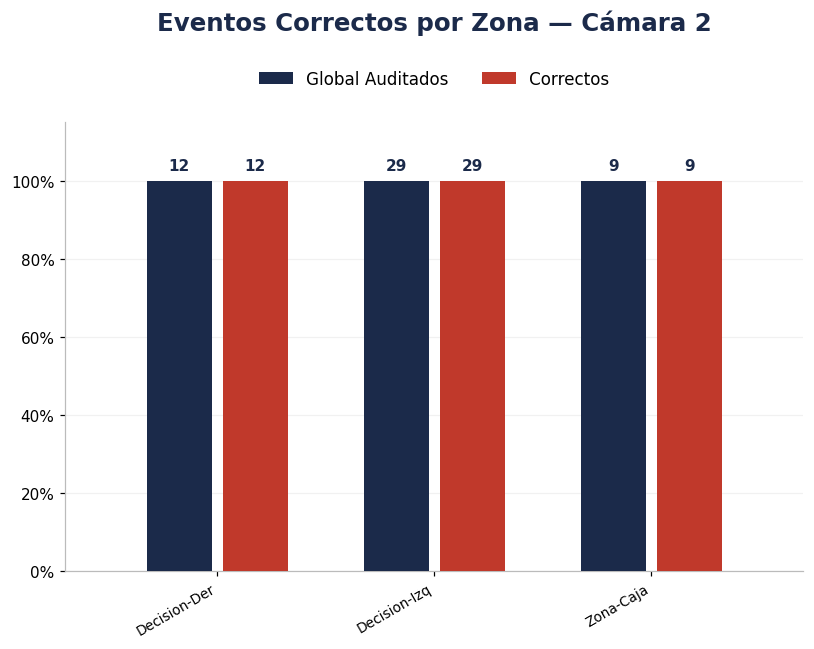 Eventos Correctos por Zona — Cámara 2
Global Auditados
Correctos
12
12
29
29
9
9
100%
80%
60%
40%
20%
0%
Decision-Der
Decision-Izq
Zona-Caja